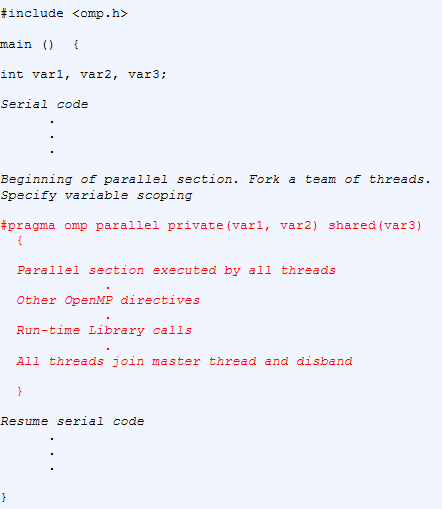 #include <omp.h>
main ()  {
int var1, var2, var3;
Serial code
.
.
.
Beginning of parallel section. Fork a team of threads.
Specify variable scoping
#pragma omp parallel private(var1, var2) shared(var3)
{
Parallel section executed by all threads
.
Other OpenMP directives
.
Run-time Library calls
.
All threads join master thread and disband
}
Resume serial code
.
.
.
}